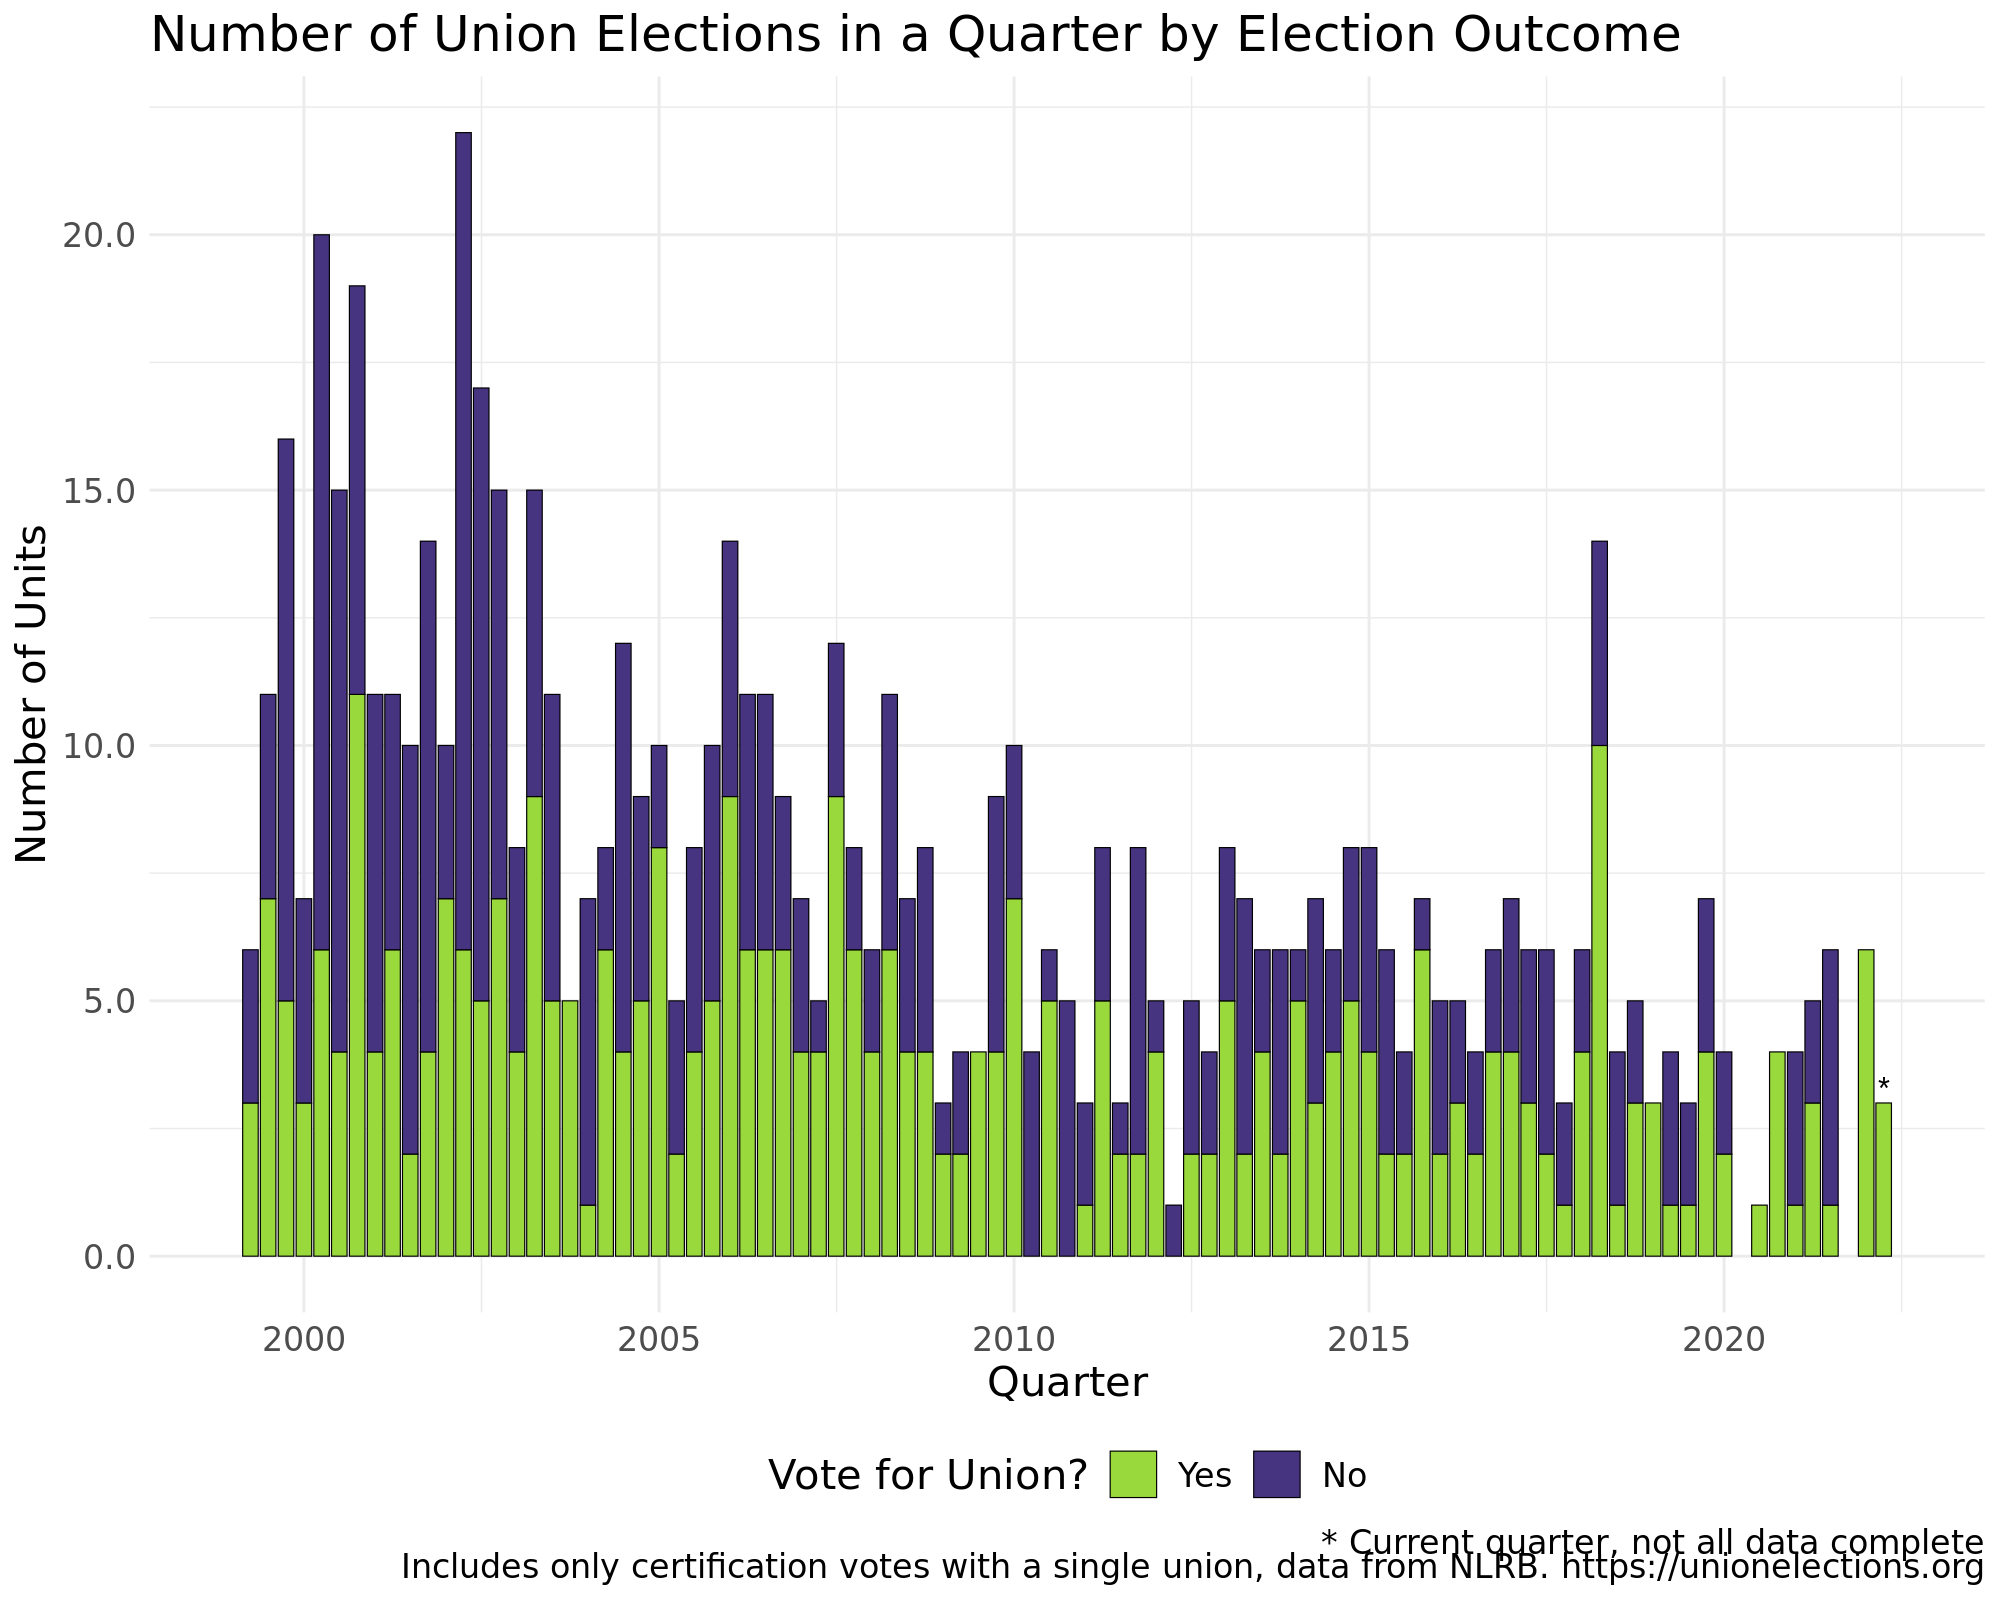 Number of Union Elections in a Quarter by Election Outcome
20.0
15.0
10.0
5.0
0.0
Number of Units
*
2000 2005 2010 2015 2020
Quarter
Vote for Union? Yes No
* Current quarter, not all data complete
Includes only certification votes with a single union, data from NLRB. https://unionelections.org